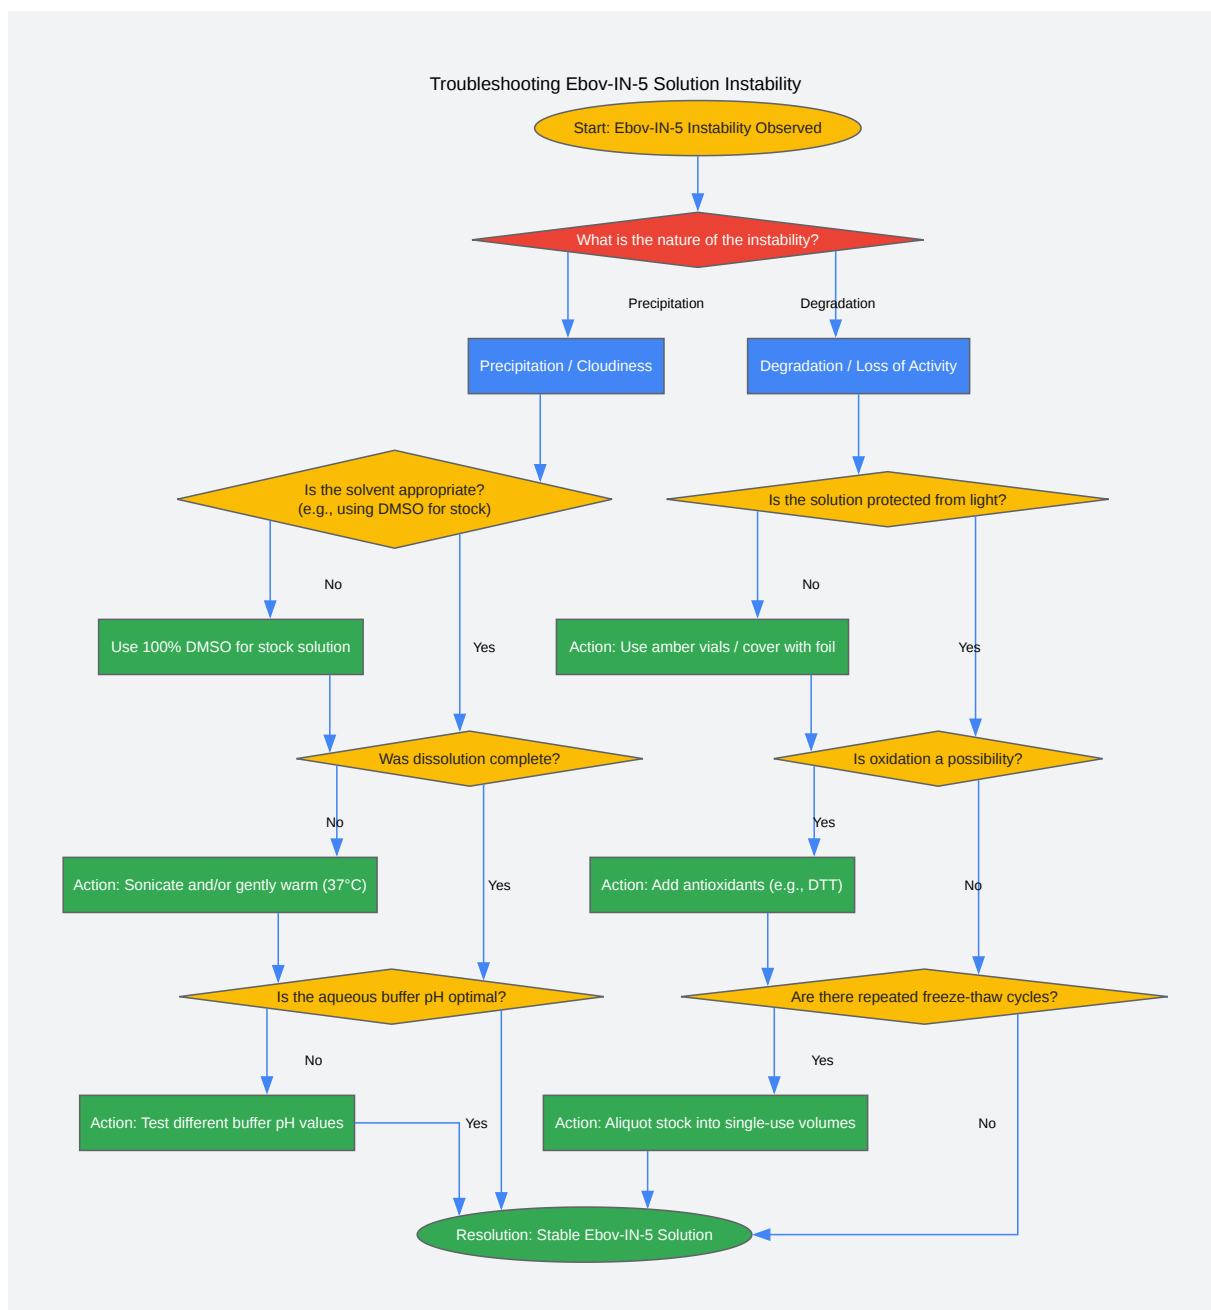 Troubleshooting Ebov-IN-5 Solution Instability
Start: Ebov-IN-5 Instability Observed
What is the nature of the instability?
Precipitation
Degradation
Precipitation / Cloudiness
Degradation / Loss of Activity
Is the solvent appropriate?
(e.g., using DMSO for stock)
Is the solution protected from light?
No
No
Use 100% DMSO for stock solution
Yes
Action: Use amber vials / cover with foil
Yes
Was dissolution complete?
Is oxidation a possibility?
No
Yes
Action: Sonicate and/or gently warm (37°C)
Yes
Action: Add antioxidants (e.g., DTT)
No
Is the aqueous buffer pH optimal?
Are there repeated freeze-thaw cycles?
No
Yes
Action: Test different buffer pH values
Yes
Action: Aliquot stock into single-use volumes
No
Resolution: Stable Ebov-IN-5 Solution